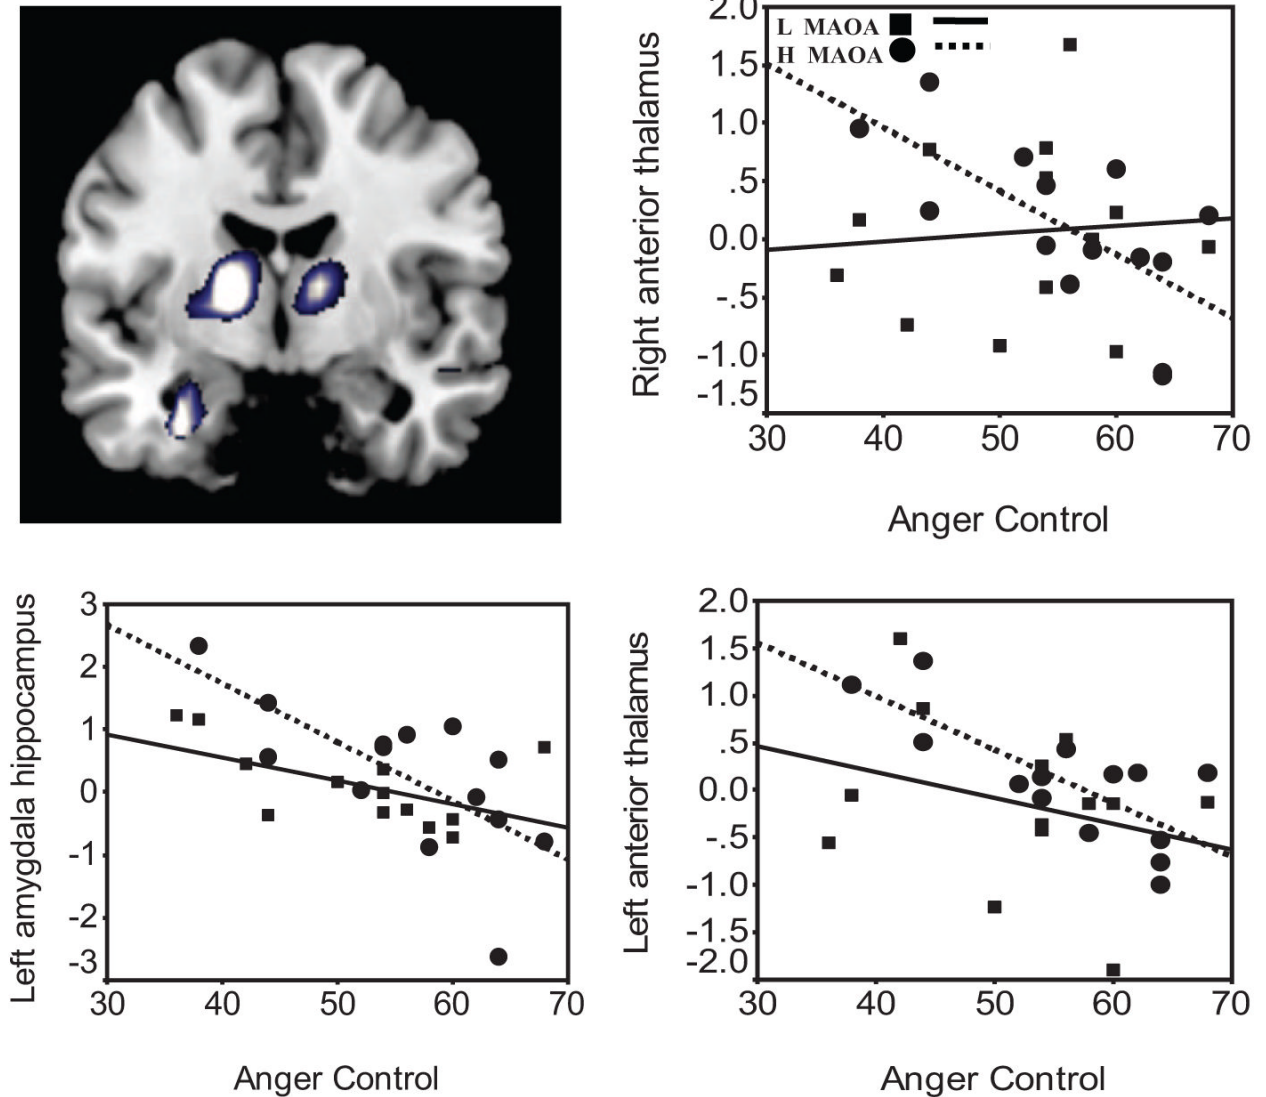 Right anterior thalamus
2.0
1.5
1.0
.5
0.0
-.5
-1.0
-1.5
L MAOA
H MAOA
30 40 50 60 70
Anger Control
Left amygdala hippocampus
3
2
1
0
-1
-2
-3
30 40 50 60 70
Anger Control
Left anterior thalamus
2.0
1.5
1.0
.5
0.0
-.5
-1.0
-1.5
-2.0
30 40 50 60 70
Anger Control